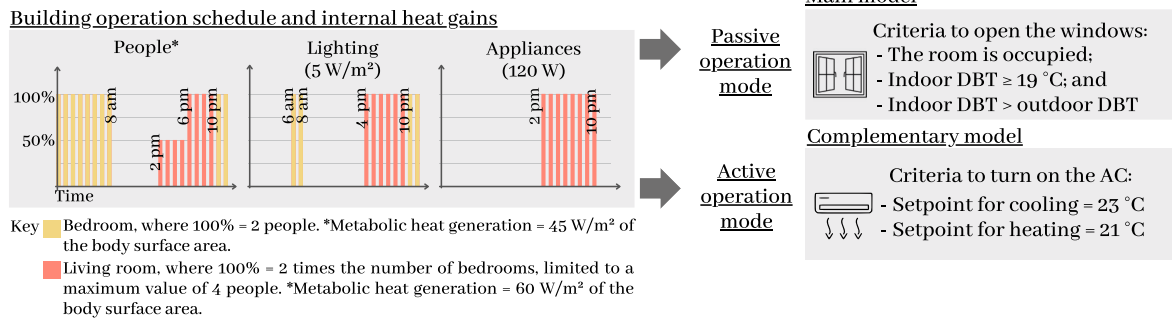 Building operation schedule and internal heat gains
People*
Lighting
(5 W/m²)
Appliances
(120 W)
100%
50%
8 am
2 pm
6 pm
10 pm
Time
6 am
8 am
4 pm
10 pm
2 pm
10 pm
Key
Bedroom, where 100% = 2 people. *Metabolic heat generation = 45 W/m² of
the body surface area.
Living room, where 100% = 2 times the number of bedrooms, limited to a
maximum value of 4 people. *Metabolic heat generation = 60 W/m² of the
body surface area.
Passive
operation
mode
Active
operation
mode
Main model
Criteria to open the windows:
- The room is occupied;
- Indoor DBT ≥ 19 °C; and
- Indoor DBT > outdoor DBT
Complementary model
Criteria to turn on the AC:
- Setpoint for cooling = 23 °C
- Setpoint for heating = 21 °C